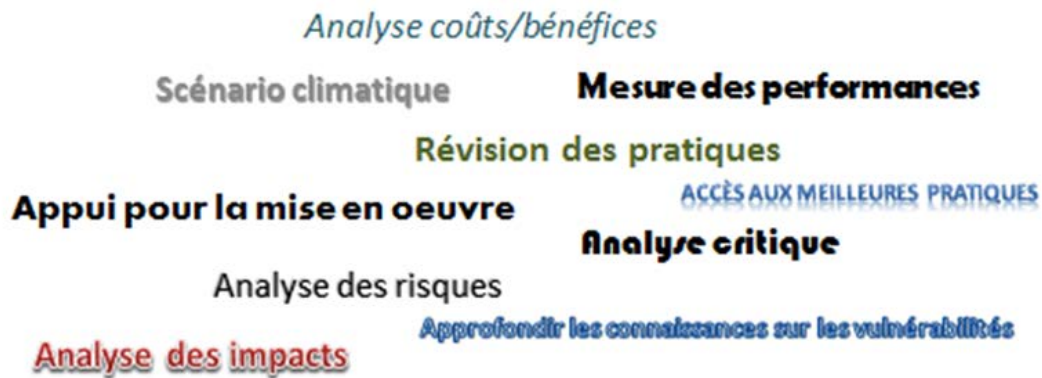 Analyse coûts/bénéfices
Scénario climatique
Mesure des performances
Révision des pratiques
ACCÈS AUX MEILLEURES PRATIQUES
Appui pour la mise en oeuvre
Analyse critique
Analyse des risques
Approfondir les connaissances sur les vulnérabilités
Analyse des impacts